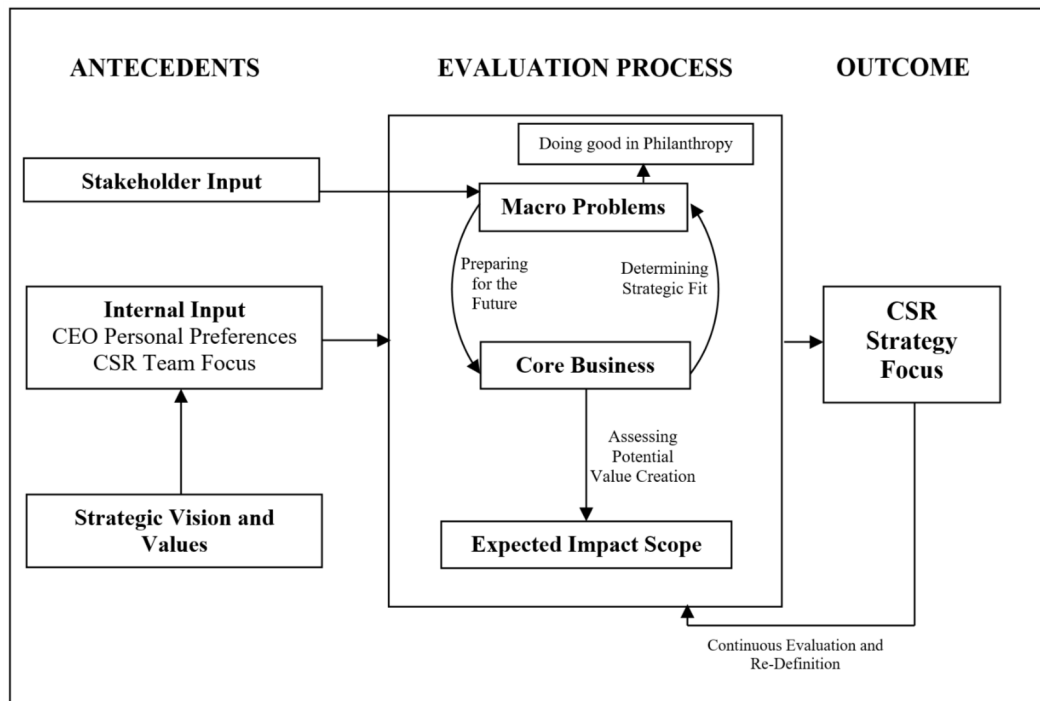 ANTECEDENTS
EVALUATION PROCESS
OUTCOME
Stakeholder Input
Internal Input
CEO Personal Preferences
CSR Team Focus
Strategic Vision and
Values
Doing good in Philanthropy
Macro Problems
Preparing
for the
Future
Determining
Strategic Fit
Core Business
Assessing
Potential
Value Creation
Expected Impact Scope
CSR
Strategy
Focus
Continuous Evaluation and
Re-Definition